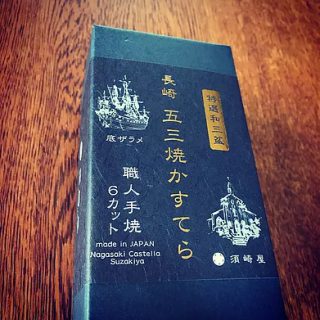 特選和三盆
長崎
五三焼かすてら
底ザラメ
職人手焼
6カット
made in JAPAN
Nagasaki Castella
Suzakiya
須崎屋